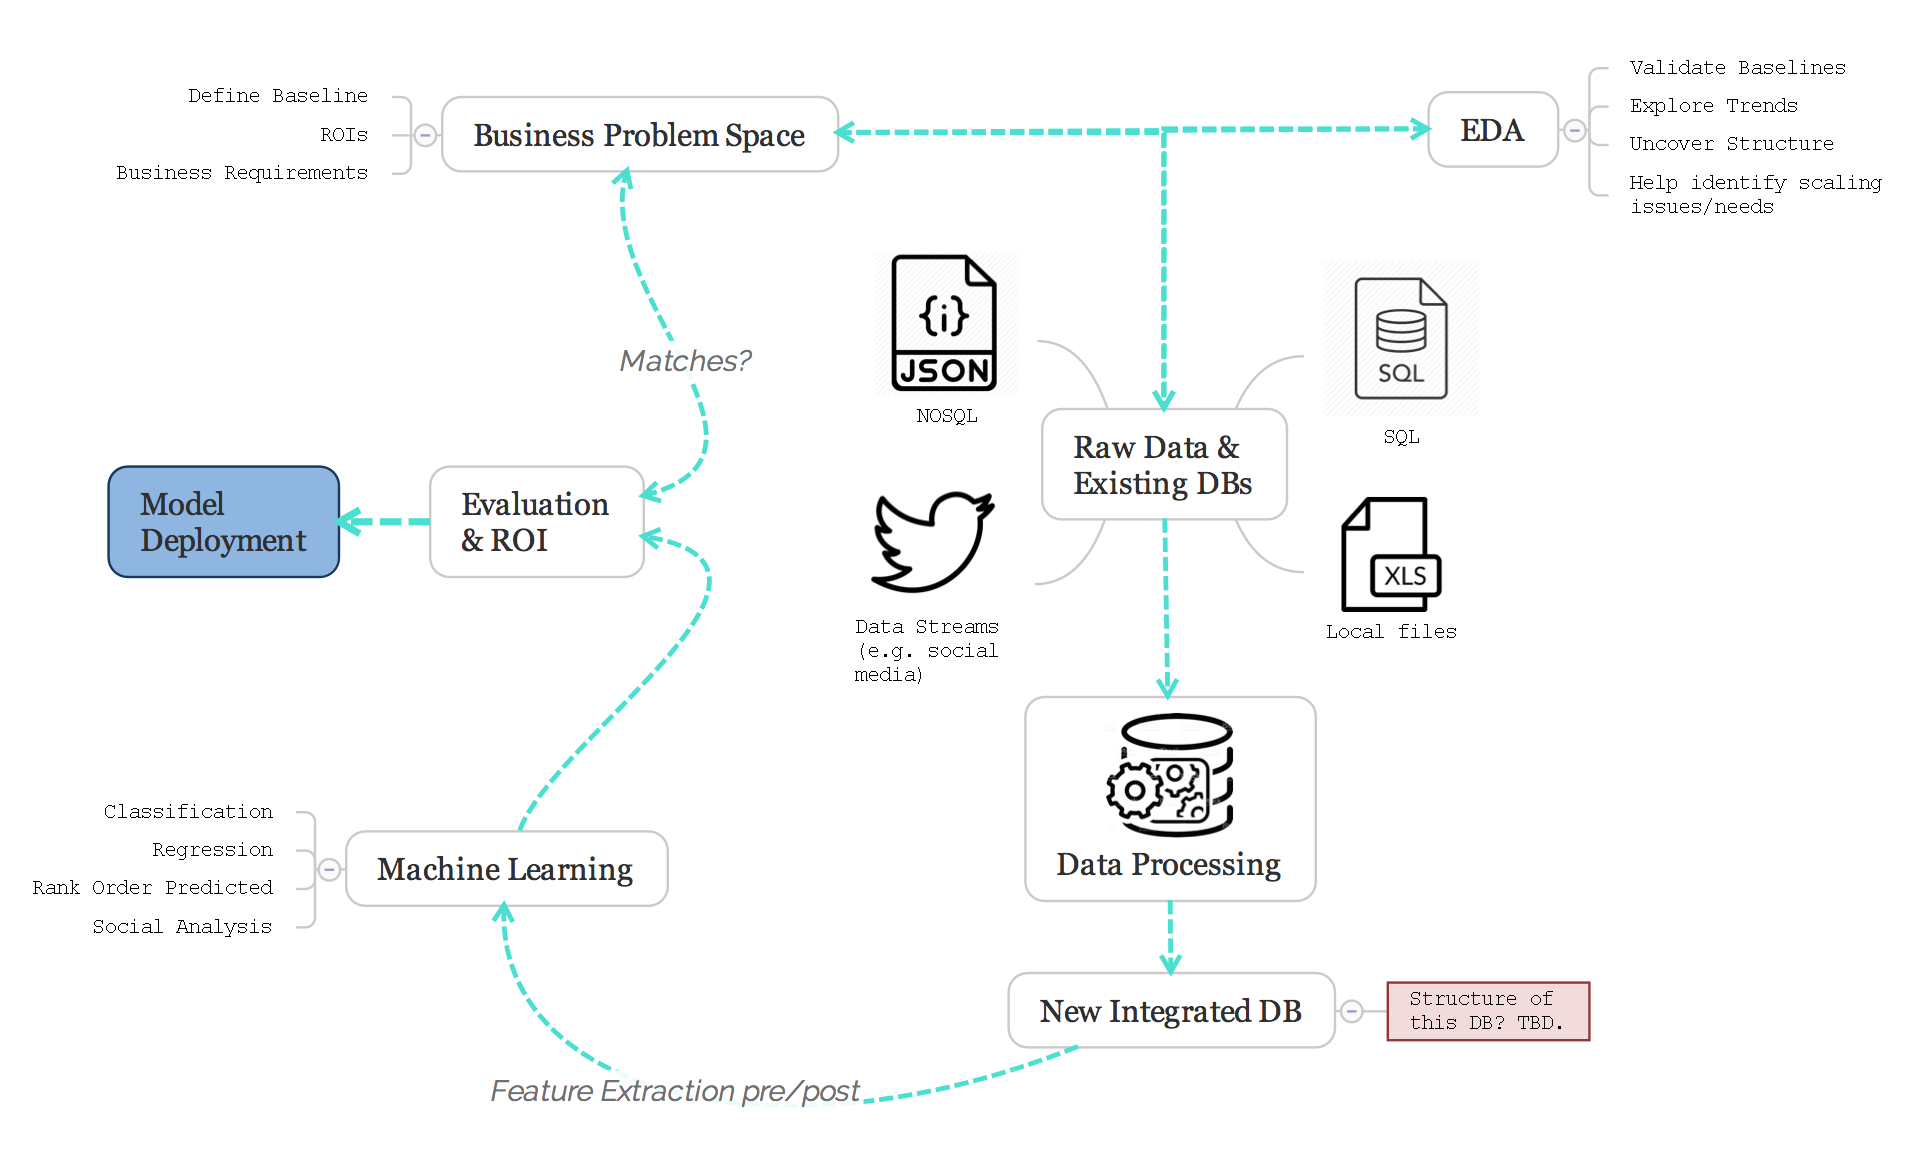 Define Baseline
ROIs
Business Requirements
Business Problem Space
EDA
Validate Baselines
Explore Trends
Uncover Structure
Help identify scaling
issues/needs
{i}
JSON
NOSQL
SQL
SQL
Matches?
Raw Data &
Existing DBs
Model
Deployment
Evaluation
& ROI
Data Streams
(e.g. social
media)
XLS
Local files
Data Processing
Classification
Regression
Rank Order Predicted
Social Analysis
Machine Learning
New Integrated DB
Structure of
this DB? TBD.
Feature Extraction pre/post